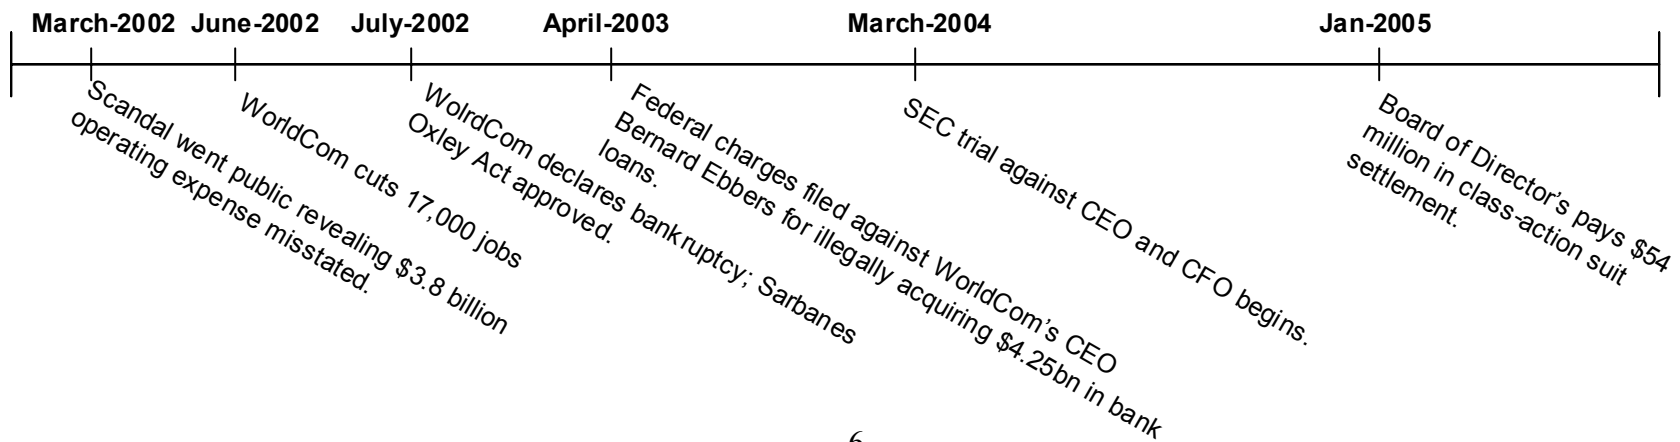 March-2002 June-2002 July-2002 April-2003 March-2004 Jan-2005
Scandal went public revealing $3.8 billion
operating expense misstated.
WorldCom cuts 17,000 jobs
WolrdCom declares bankruptcy; Sarbanes
Oxley Act approved.
Federal charges filed against WorldCom's CEO
Bernard Ebbers for illegally acquiring $4.25bn in bank
loans.
SEC trial against CEO and CFO begins.
Board of Director's pays $54
million in class-action suit
settlement.
6